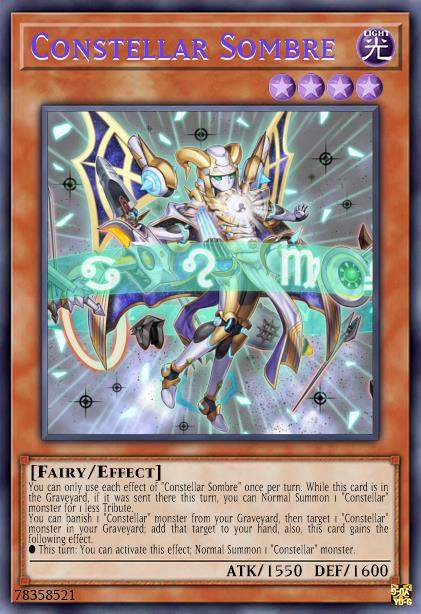 CONSTELLAR SOMBRE
LIGHT
光
♋ ♌ ♍
[FAIRY/EFFECT]
You can only use each effect of "Constellar Sombre" once per turn. While this card is in
the Graveyard, if it was sent there this turn, you can Normal Summon 1 "Constellar"
monster for 1 less Tribute.
You can banish 1 "Constellar" monster from your Graveyard, then target 1 "Constellar"
monster in your Graveyard; add that target to your hand, also, this card gains the
following effect.
● This turn: You can activate this effect; Normal Summon 1 "Constellar" monster.
ATK/1550 DEF/1600
78358521